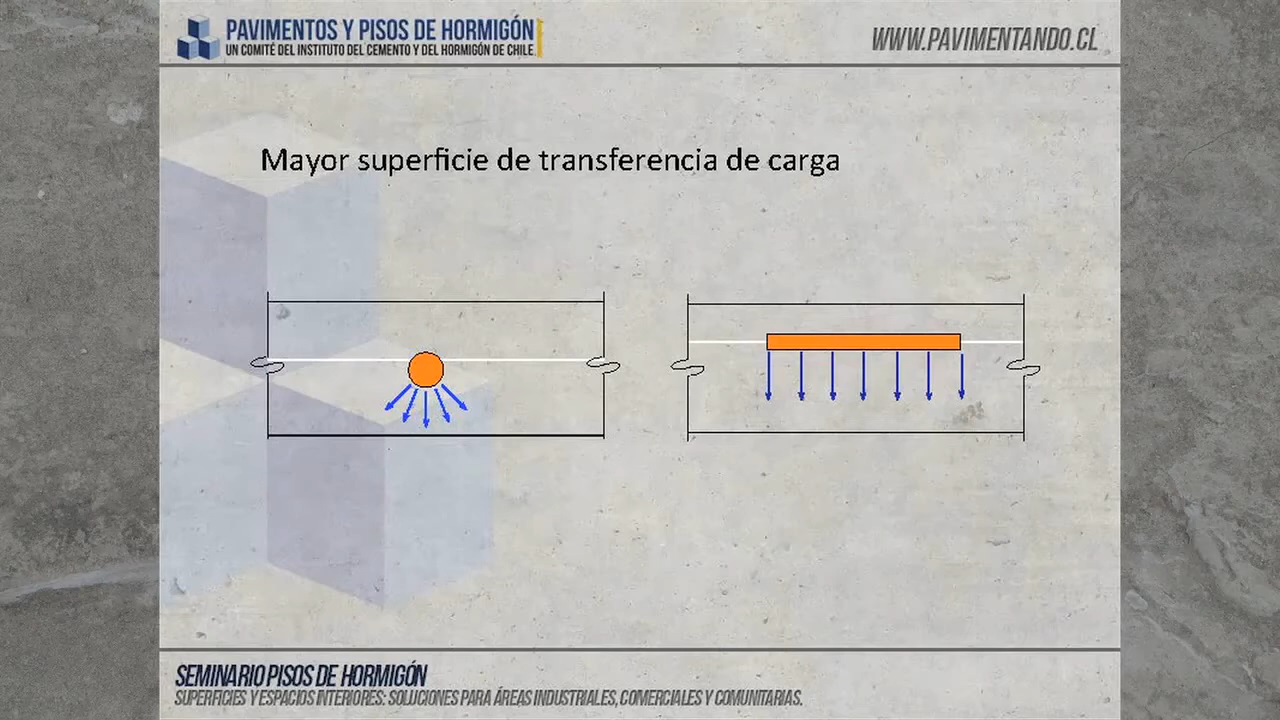 PAVIMENTOS Y PISOS DE HORMIGÓN
UN COMITÉ DEL INSTITUTO DEL CEMENTO Y DEL HORMIGÓN DE CHILE
WWW.PAVIMENTANDO.CL
Mayor superficie de transferencia de carga
SEMINARIO PISOS DE HORMIGÓN
SUPERFICIES Y ESPACIOS INTERIORES: SOLUCIONES PARA ÁREAS INDUSTRIALES, COMERCIALES Y COMUNITARIAS.